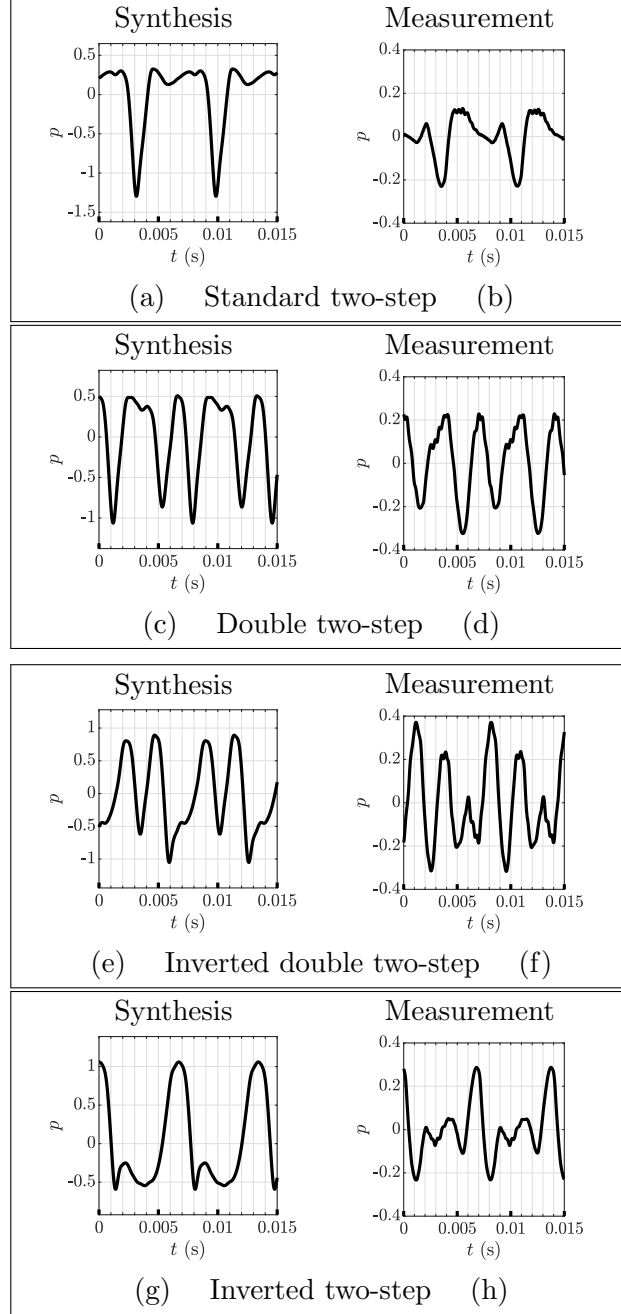 Synthesis Measurement
0.5
0
-0.5
-1
-1.5
p
0 0.005 0.01 0.015
t (s)
0.4
0.2
0
-0.2
-0.4
p
0 0.005 0.01 0.015
t (s)
(a) Standard two-step (b)
Synthesis Measurement
0.5
0
-0.5
-1
p
0 0.005 0.01 0.015
t (s)
0.4
0.2
0
-0.2
-0.4
p
0 0.005 0.01 0.015
t (s)
(c) Double two-step (d)
Synthesis Measurement
1
0.5
0
-0.5
-1
p
0 0.005 0.01 0.015
t (s)
0.4
0.2
0
-0.2
-0.4
p
0 0.005 0.01 0.015
t (s)
(e) Inverted double two-step (f)
Synthesis Measurement
1
0.5
0
-0.5
p
0 0.005 0.01 0.015
t (s)
0.4
0.2
0
-0.2
-0.4
p
0 0.005 0.01 0.015
t (s)
(g) Inverted two-step (h)